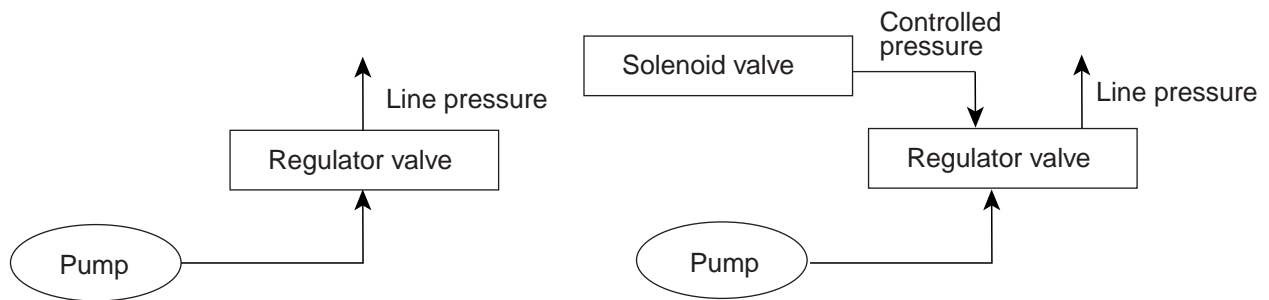 Line pressure
Regulator valve
Pump
Controlled
pressure
Solenoid valve
Line pressure
Regulator valve
Pump